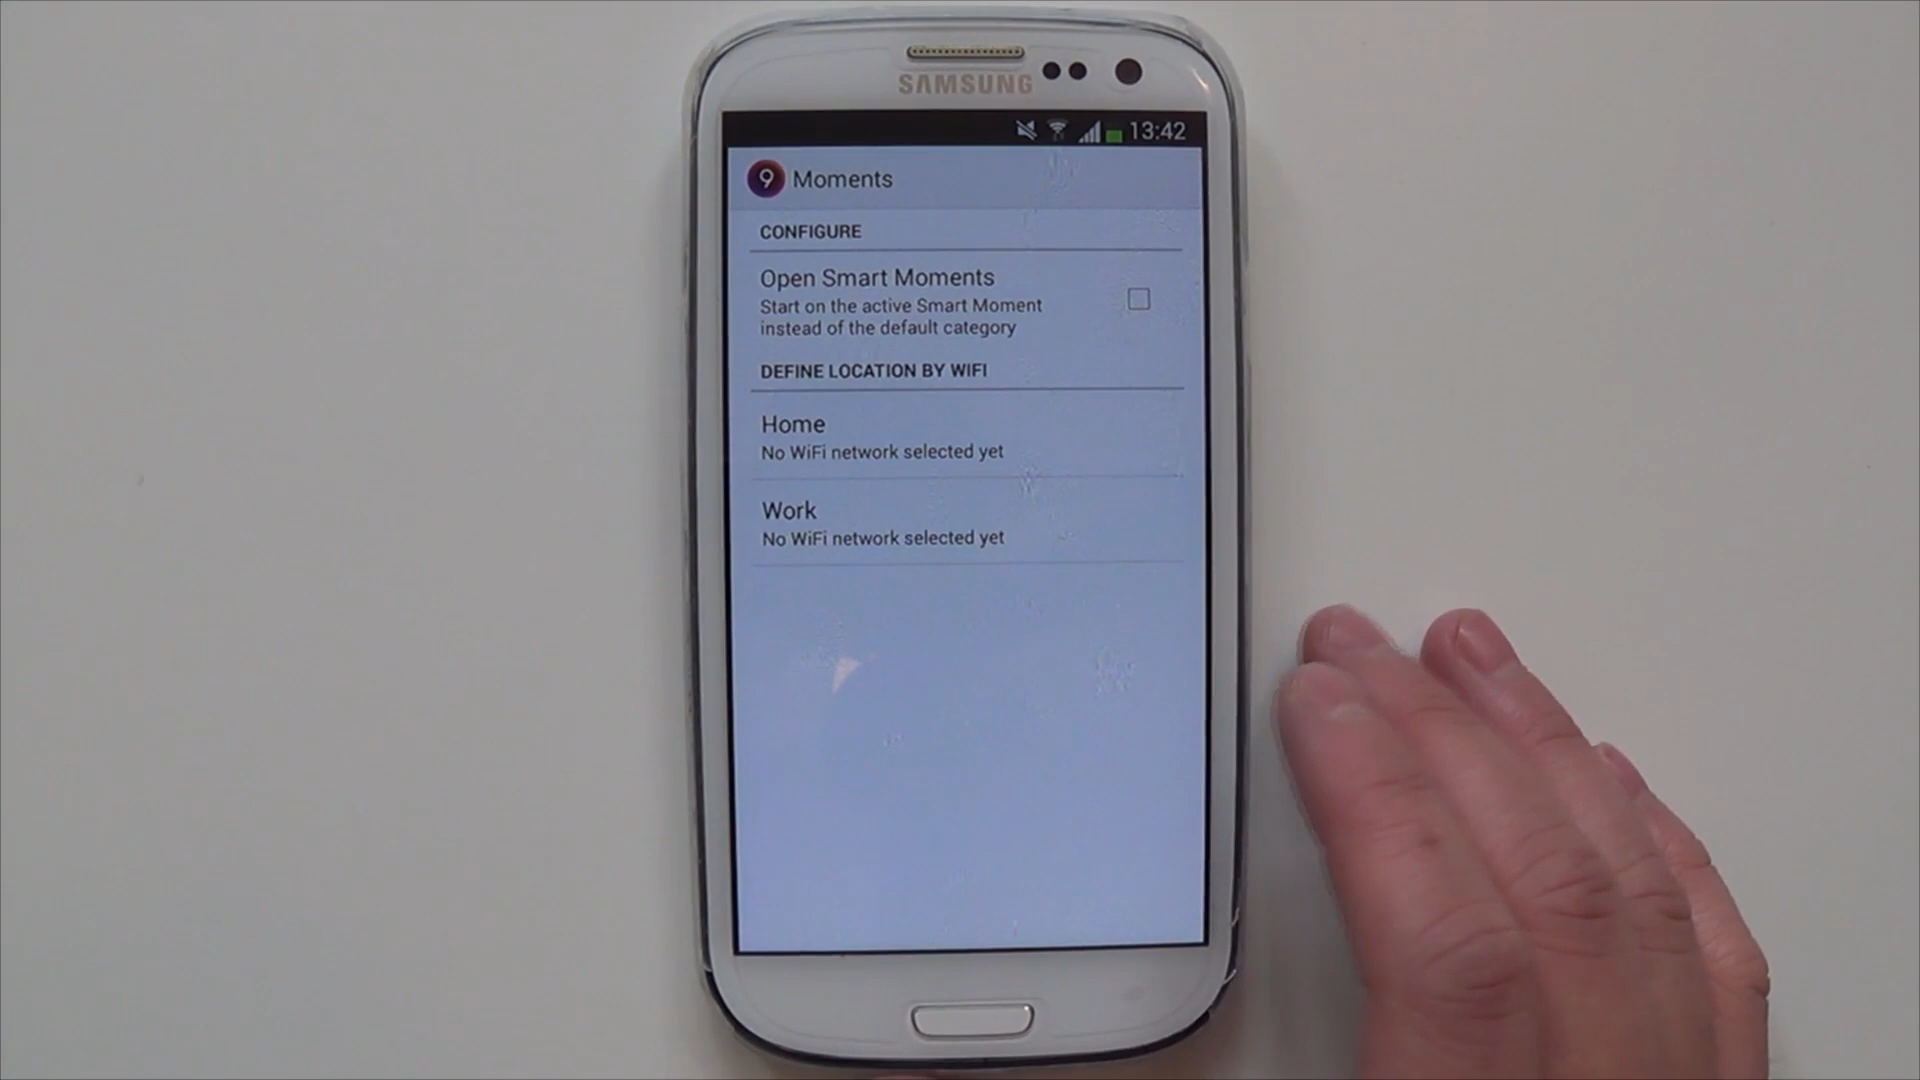 SAMSUNG
13:42
9 Moments
CONFIGURE
Open Smart Moments
Start on the active Smart Moment
instead of the default category
DEFINE LOCATION BY WIFI
Home
No WiFi network selected yet
Work
No WiFi network selected yet